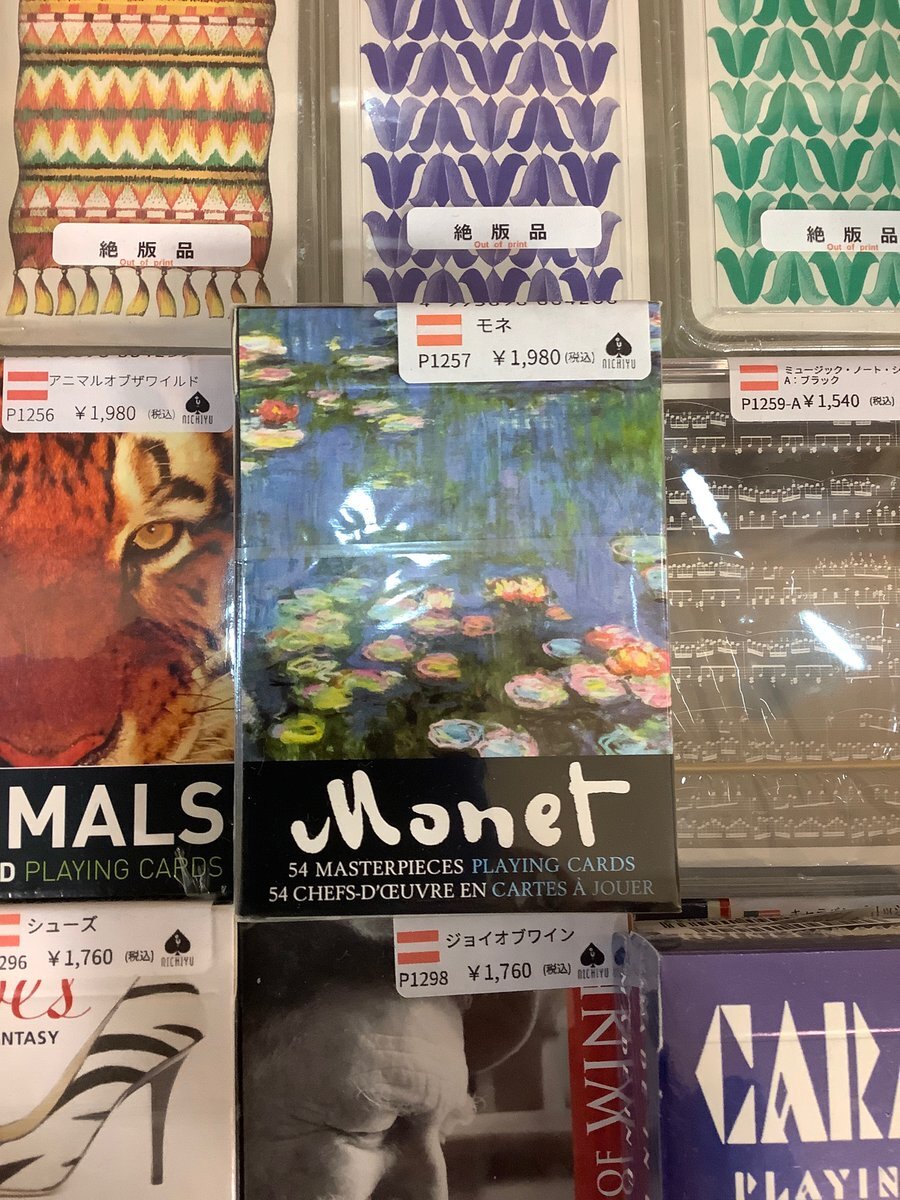 絶版品
Out of print
絶版品
Out of print
絶版品
Out of print
モネ
P1257 ¥1,980(税込)
NICHIYU
アニマルオブザワイルド
P1256 ¥1,980 (税込)
NICHIYU
ミュージック・ノート・シ
A:ブラック
P1259-A ¥1,540 (税込)
MALS
D PLAYING CARDS
Monet
54 MASTERPIECES PLAYING CARDS
54 CHEFS-D'ŒUVRE EN CARTES À JOUER
シューズ
296 ¥1,760 (税込)
NICHIYU
es
NTASY
ジョイオブワイン
P1298 ¥1,760 (税込)
NICHIYU
OF WINE
CARA
PLAYIN